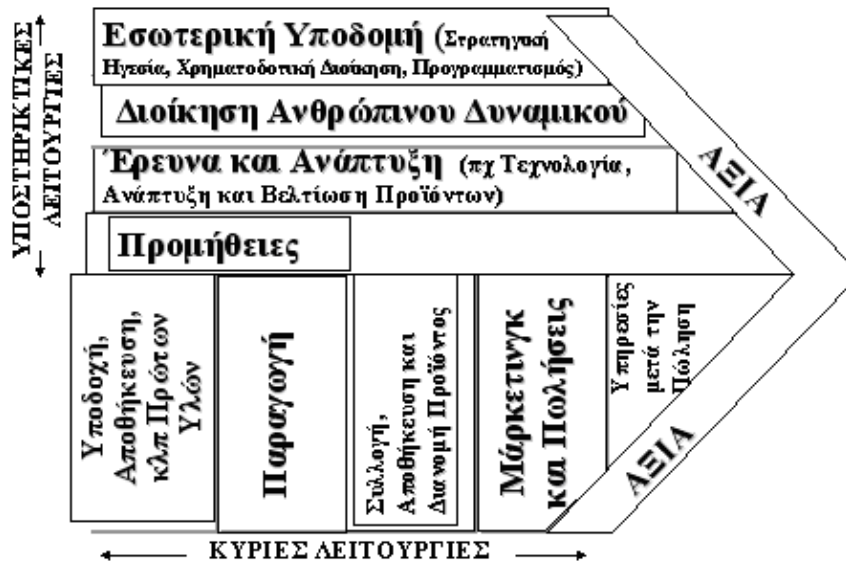 ΥΠΟΣΤΗΡΙΚΤΙΚΕΣ
ΛΕΙΤΟΥΡΓΙΕΣ
Εσωτερική Υποδομή (Στρατηγική
Ηγεσία, Χρηματοδοτική Διοίκηση, Προγραμματισμός)
Διοίκηση Ανθρώπινου Δυναμικού
Έρευνα και Ανάπτυξη (πχ Τεχνολογία,
Ανάπτυξη και Βελτίωση Προϊόντων)
Προμήθειες
ΑΞΙΑ
Υποδοχή,
Αποθήκευση,
κλπ Πρώτων
Υλών
Παραγωγή
Συλλογή,
Αποθήκευση και
Διανομή Προϊόντος
Μάρκετινγκ
και Πωλήσεις
Υπηρεσίες
μετά την
Πώληση
ΑΞΙΑ
ΚΥΡΙΕΣ ΛΕΙΤΟΥΡΓΙΕΣ